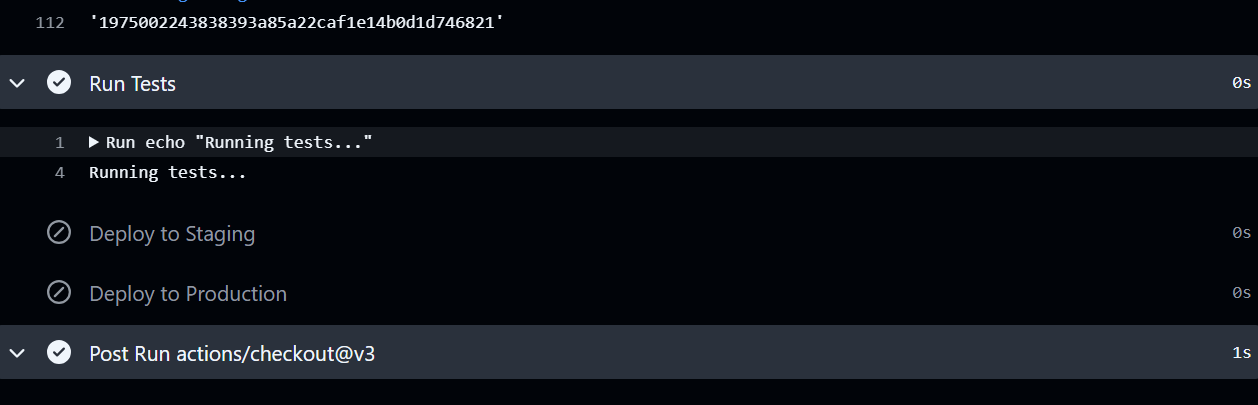 112 '1975002243838393a85a22caf1e14b0d1d746821'
Run Tests 0s
1 Run echo "Running tests..."
4 Running tests...
Deploy to Staging 0s
Deploy to Production 0s
Post Run actions/checkout@v3 1s